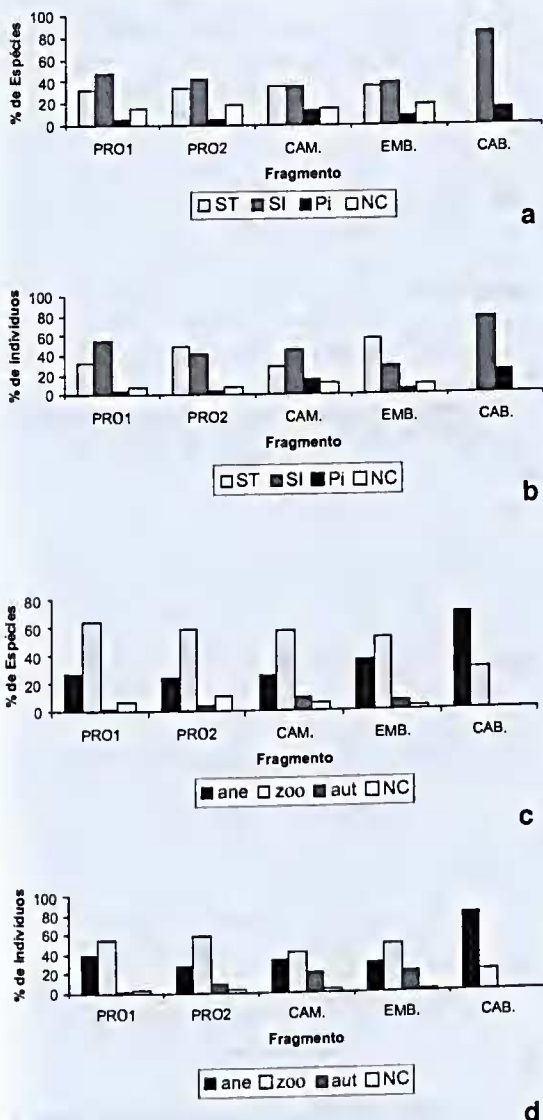 % de Espécies
100
80
60
40
20
0
PRO1 PRO2 CAM. EMB. CAB.
Fragmento
ST SI Pi NC
a
% de Indivíduos
100
80
60
40
20
0
PRO1 PRO2 CAM. EMB. CAB.
Fragmento
ST SI Pi NC
b
% de Espécies
80
60
40
20
0
PRO1 PRO2 CAM. EMB. CAB.
Fragmento
ane zoo aut NC
c
% de Indivíduos
100
80
60
40
20
0
PRO1 PRO2 CAM. EMB. CAB.
Fragmento
ane zoo aut NC
d